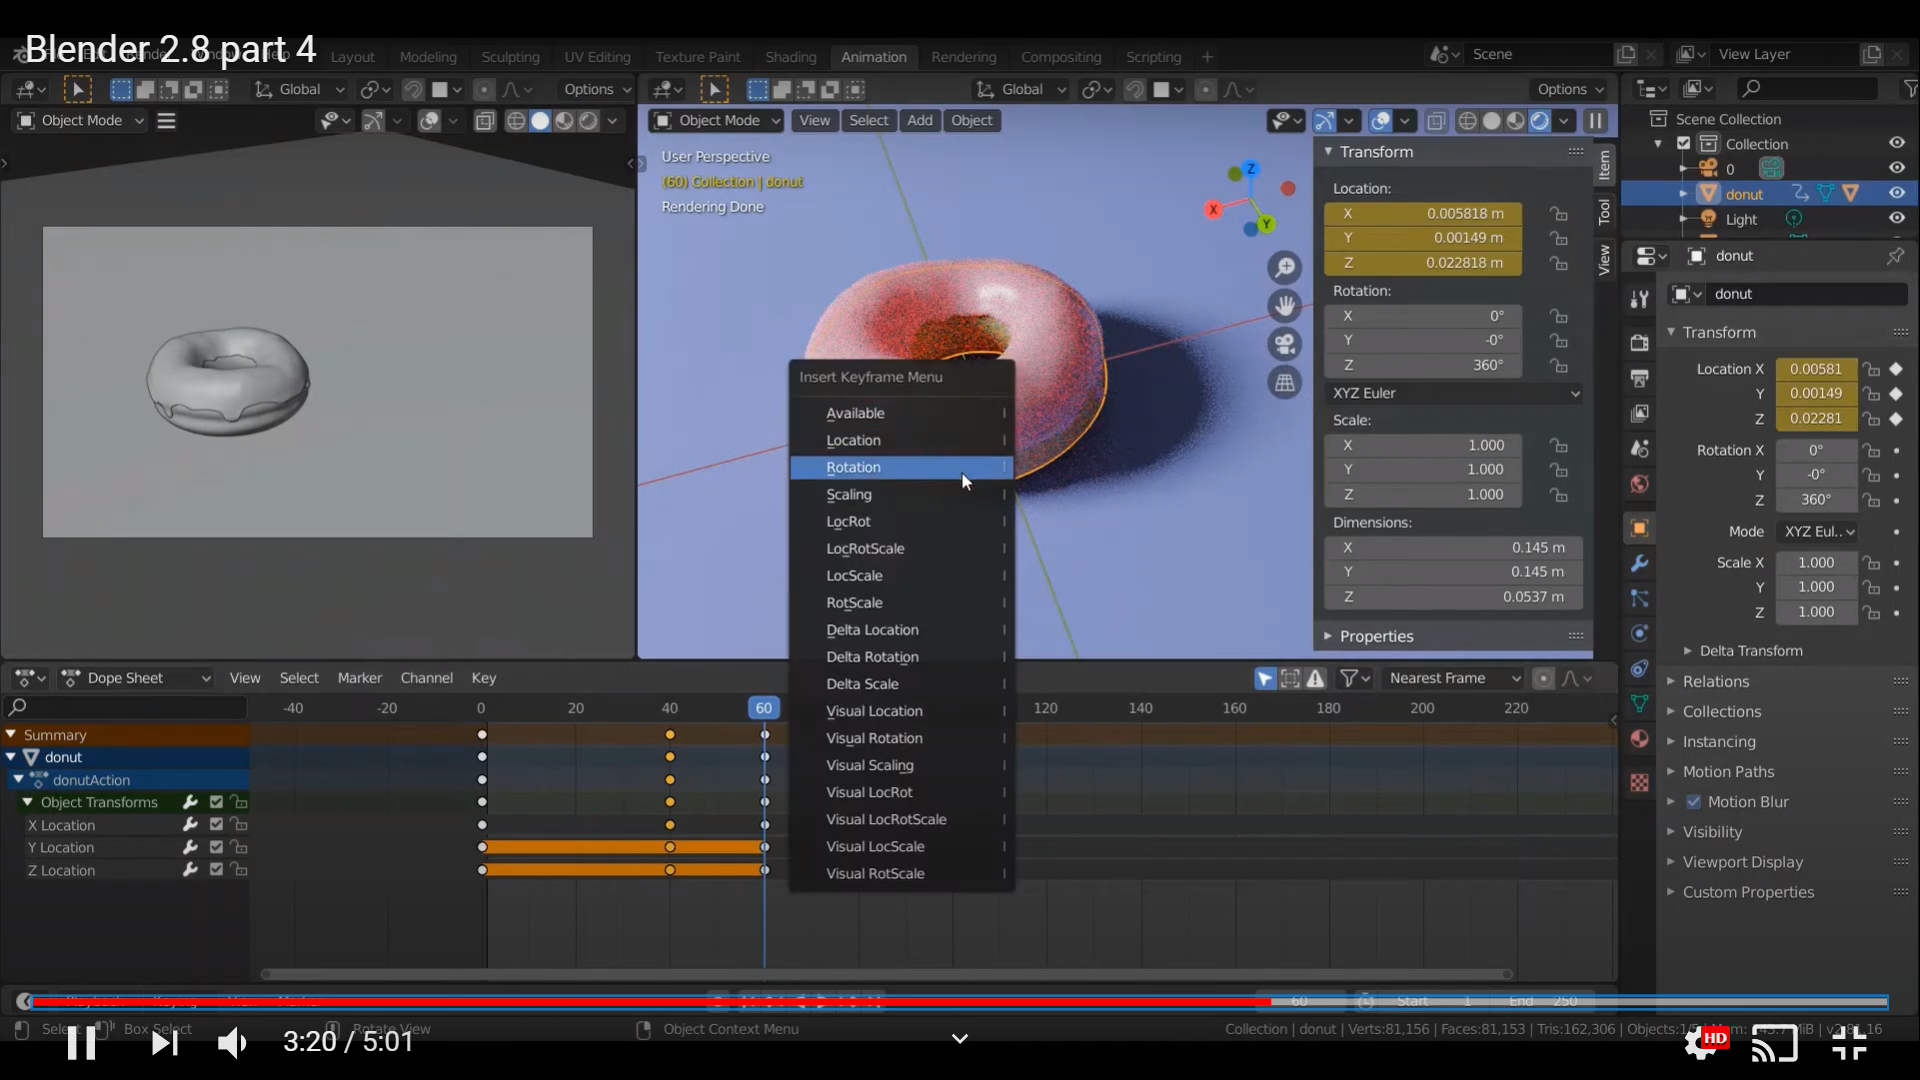 Blender 2.8 part 4
Layout Modeling Sculpting UV Editing Texture Paint Shading Animation Rendering Compositing Scripting +
Scene
View Layer
Global
Options
Global
Options
Object Mode
Object Mode View Select Add Object
User Perspective
(60) Collection | donut
Rendering Done
Z
X
Y
Transform
Location:
X 0.005818 m
Y 0.00149 m
Z 0.022818 m
Rotation:
X 0°
Y -0°
Z 360°
XYZ Euler
Scale:
X 1.000
Y 1.000
Z 1.000
Dimensions:
X 0.145 m
Y 0.145 m
Z 0.0537 m
Properties
Item
Tool
View
Insert Keyframe Menu
Available I
Location I
Rotation I
Scaling I
LocRot I
LocRotScale I
LocScale I
RotScale I
Delta Location I
Delta Rotation I
Delta Scale I
Visual Location I
Visual Rotation I
Visual Scaling I
Visual LocRot I
Visual LocRotScale I
Visual LocScale I
Visual RotScale I
Scene Collection
Collection
0
donut
Light
donut
donut
Transform
Location X 0.00581
Y 0.00149
Z 0.02281
Rotation X 0°
Y -0°
Z 360°
Mode XYZ Eul..
Scale X 1.000
Y 1.000
Z 1.000
Delta Transform
Relations
Collections
Instancing
Motion Paths
Motion Blur
Visibility
Viewport Display
Custom Properties
Dope Sheet View Select Marker Channel Key
Nearest Frame
-40 -20 0 20 40 60 120 140 160 180 200 220
Summary
donut
donutAction
Object Transforms
X Location
Y Location
Z Location
60 Start 1 End 250
Box Select
Rotate View
Object Context Menu
Collection | donut | Verts:81,156 | Faces:81,153 | Tris:162,306 | Objects:1/
3:20 / 5:01
HD